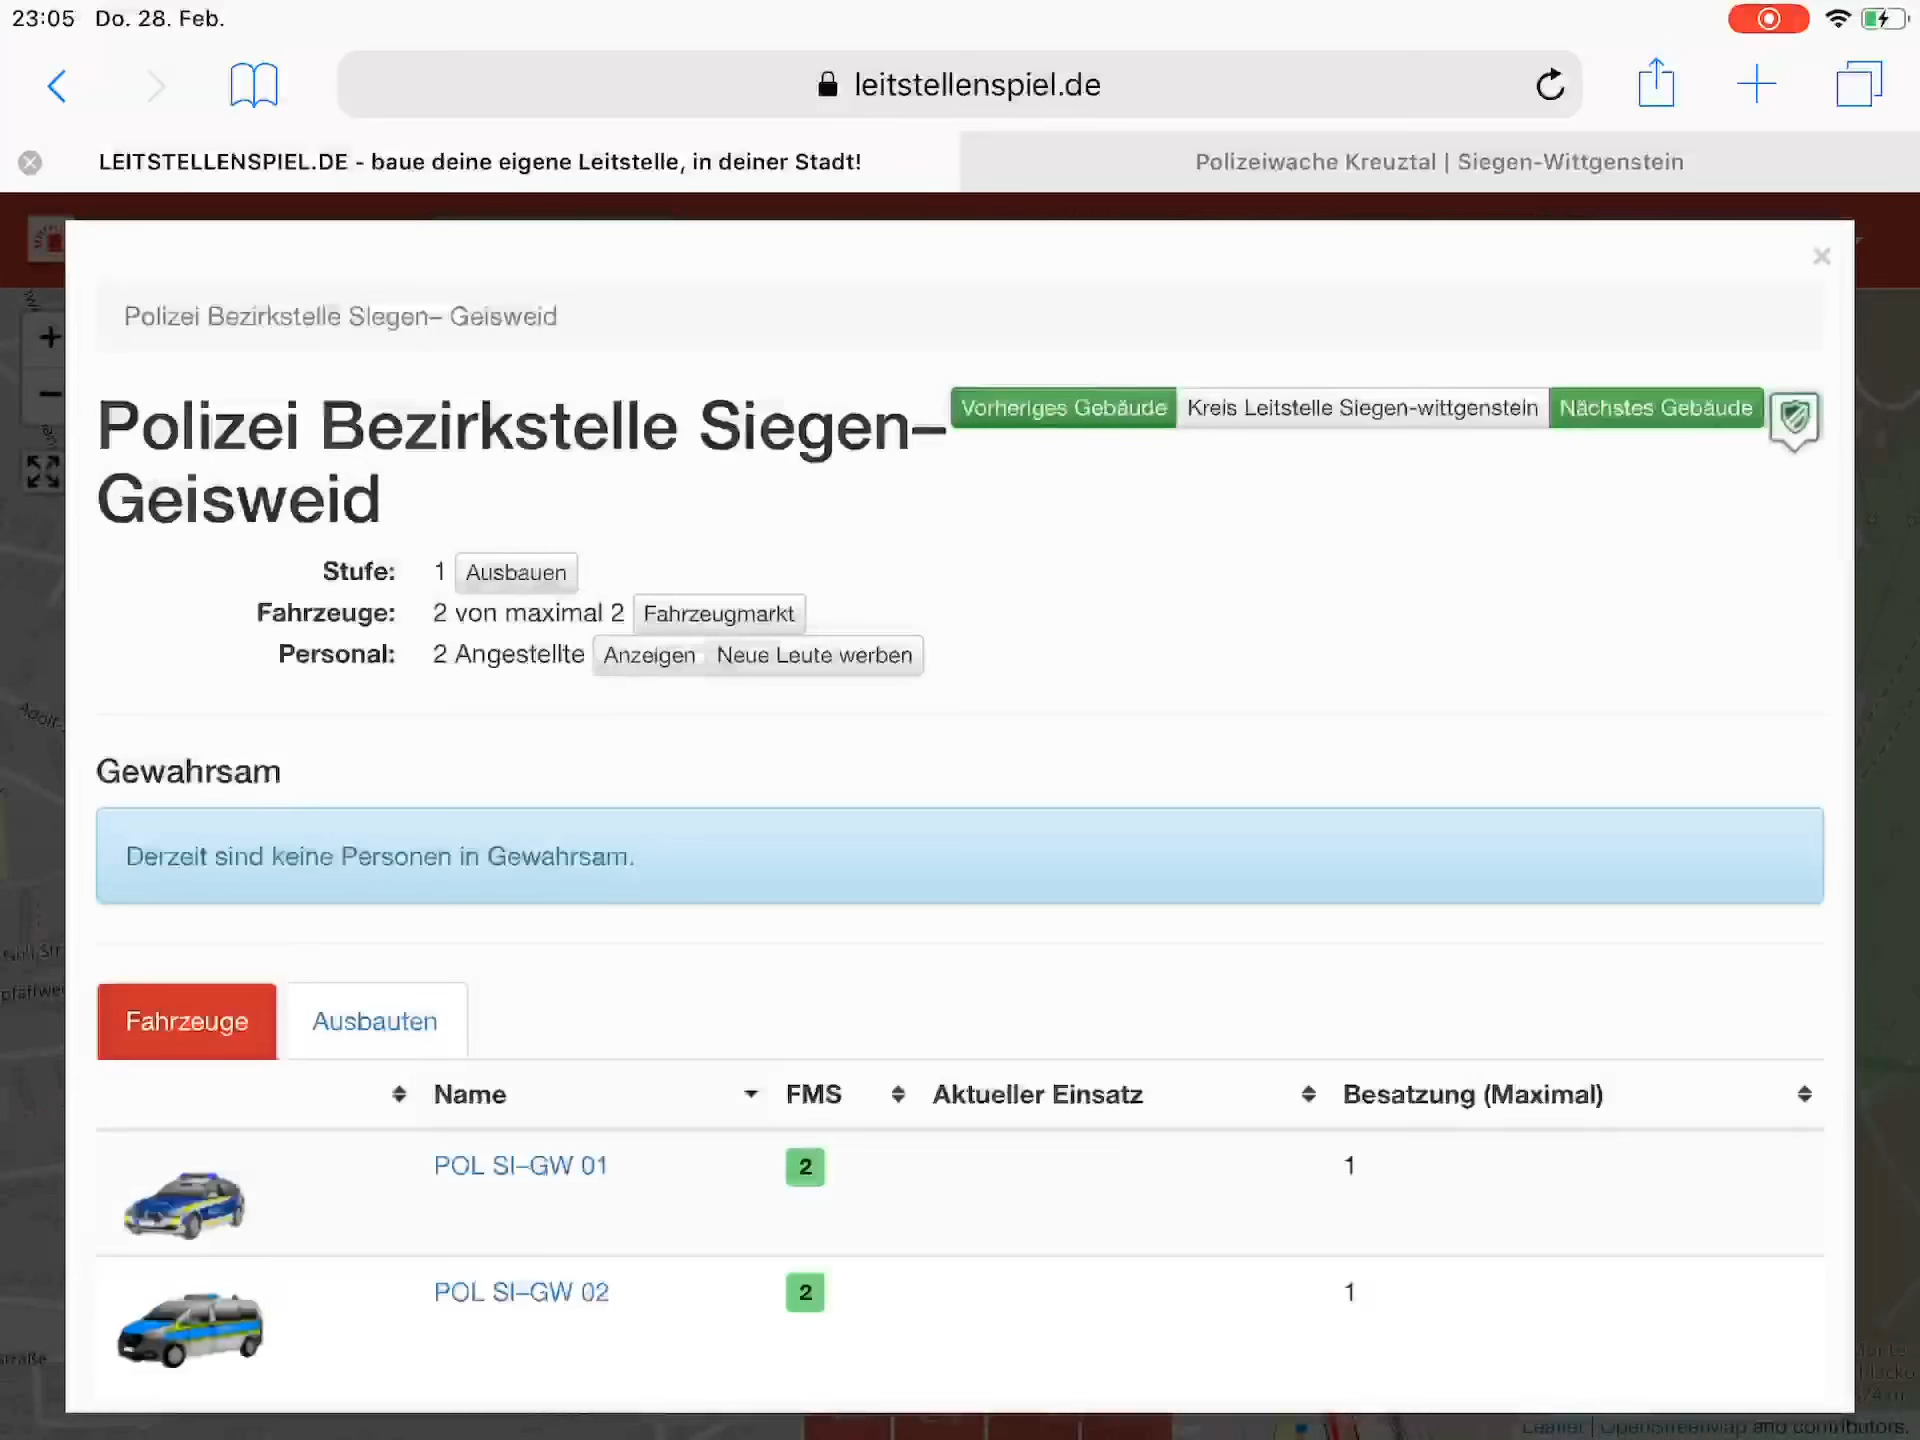 23:05 Do. 28. Feb.
leitstellenspiel.de
LEITSTELLENSPIEL.DE - baue deine eigene Leitstelle, in deiner Stadt!
Polizeiwache Kreuztal | Siegen-Wittgenstein
Polizei Bezirkstelle SIegen– Geisweid
Polizei Bezirkstelle Siegen–
Geisweid
Vorheriges Gebäude Kreis Leitstelle Siegen-wittgenstein Nächstes Gebäude
Stufe: 1 Ausbauen
Fahrzeuge: 2 von maximal 2 Fahrzeugmarkt
Personal: 2 Angestellte Anzeigen Neue Leute werben
Gewahrsam
Derzeit sind keine Personen in Gewahrsam.
Fahrzeuge Ausbauten
Name FMS Aktueller Einsatz Besatzung (Maximal)
POL SI–GW 01 2 1
POL SI–GW 02 2 1
Leaflet | OpenStreetMap and contributors.